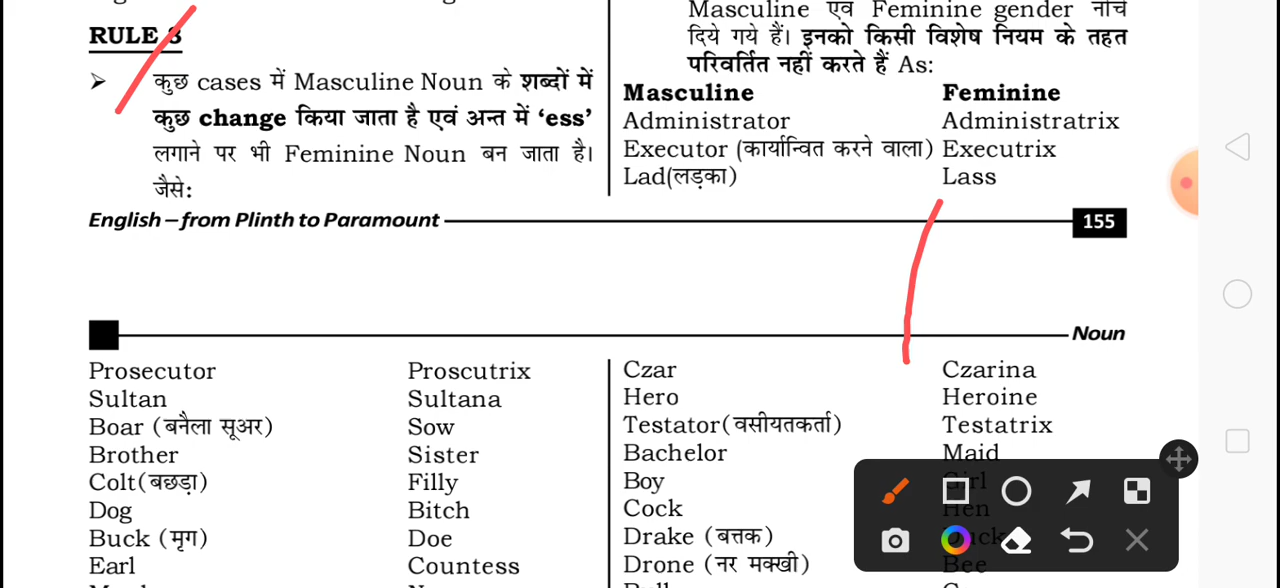 RULE 3
➢ कुछ cases में Masculine Noun के शब्दों में
कुछ change किया जाता है एवं अन्त में ‘ess’
लगाने पर भी Feminine Noun बन जाता है।
जैसे:
Masculine एवं Feminine gender नीचे
दिये गये हैं। इनको किसी विशेष नियम के तहत
परिवर्तित नहीं करते हैं As:
Masculine Feminine
Administrator Administratrix
Executor (कार्यान्वित करने वाला) Executrix
Lad(लड़का) Lass
English – from Plinth to Paramount 155
Noun
Prosecutor Proscutrix
Sultan Sultana
Boar (बनैला सूअर) Sow
Brother Sister
Colt(बछड़ा) Filly
Dog Bitch
Buck (मृग) Doe
Earl Countess
Czar Czarina
Hero Heroine
Testator(वसीयतकर्ता) Testatrix
Bachelor Maid
Boy Girl
Cock Hen
Drake (बत्तक) Duck
Drone (नर मक्खी) Bee